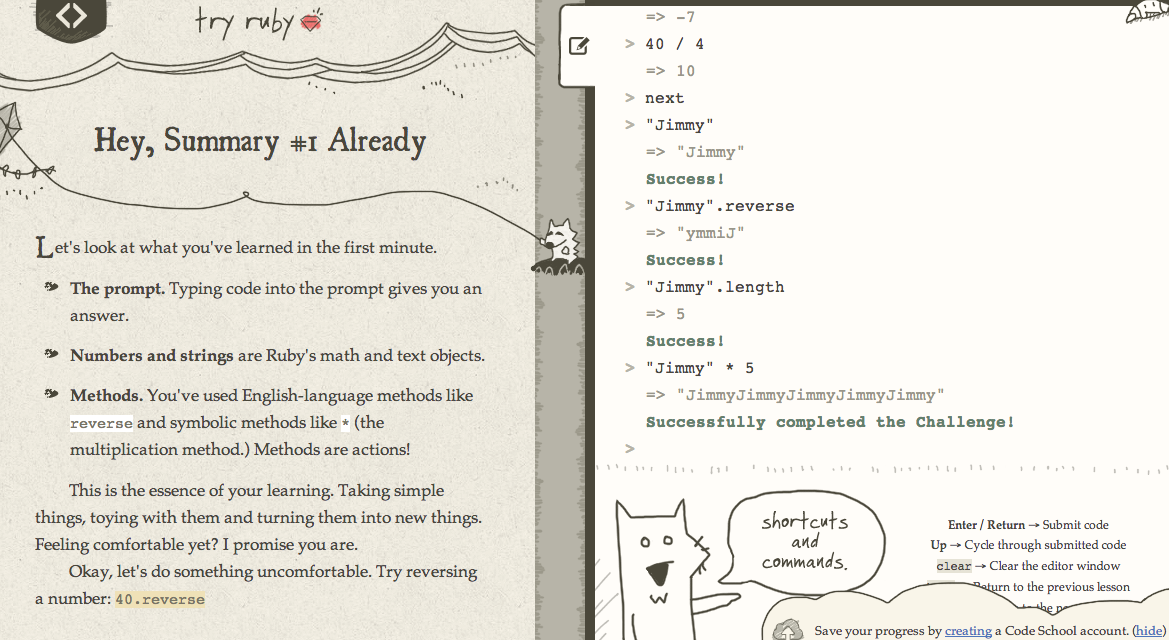 try ruby
Hey, Summary #1 Already
Let's look at what you've learned in the first minute.
The prompt. Typing code into the prompt gives you an
answer.
Numbers and strings are Ruby's math and text objects.
Methods. You've used English-language methods like
reverse and symbolic methods like * (the
multiplication method.) Methods are actions!
This is the essence of your learning. Taking simple
things, toying with them and turning them into new things.
Feeling comfortable yet? I promise you are.
Okay, let's do something uncomfortable. Try reversing
a number: 40.reverse
=> -7
> 40 / 4
=> 10
> next
> "Jimmy"
=> "Jimmy"
Success!
> "Jimmy".reverse
=> "ymmiJ"
Success!
> "Jimmy".length
=> 5
Success!
> "Jimmy" * 5
=> "JimmyJimmyJimmyJimmyJimmy"
Successfully completed the Challenge!
>
shortcuts
and
commands.
Enter / Return → Submit code
Up → Cycle through submitted code
clear → Clear the editor window
Return to the previous lesson
Save your progress by creating a Code School account. (hide)